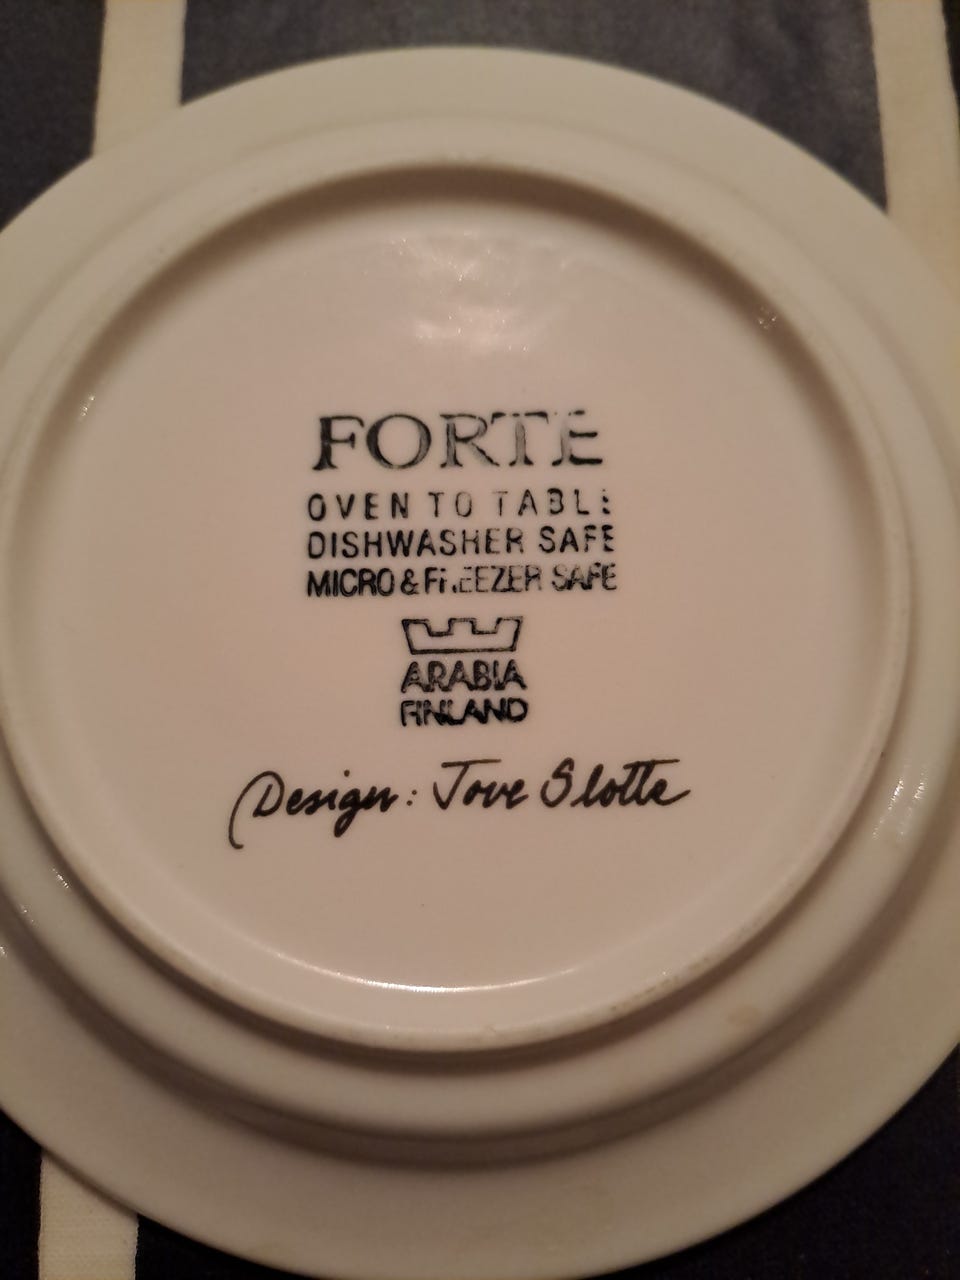 FORTE
OVEN TO TABLE
DISHWASHER SAFE
MICRO & FREEZER SAFE
ARABIA
FINLAND
Design: Tove Slotte